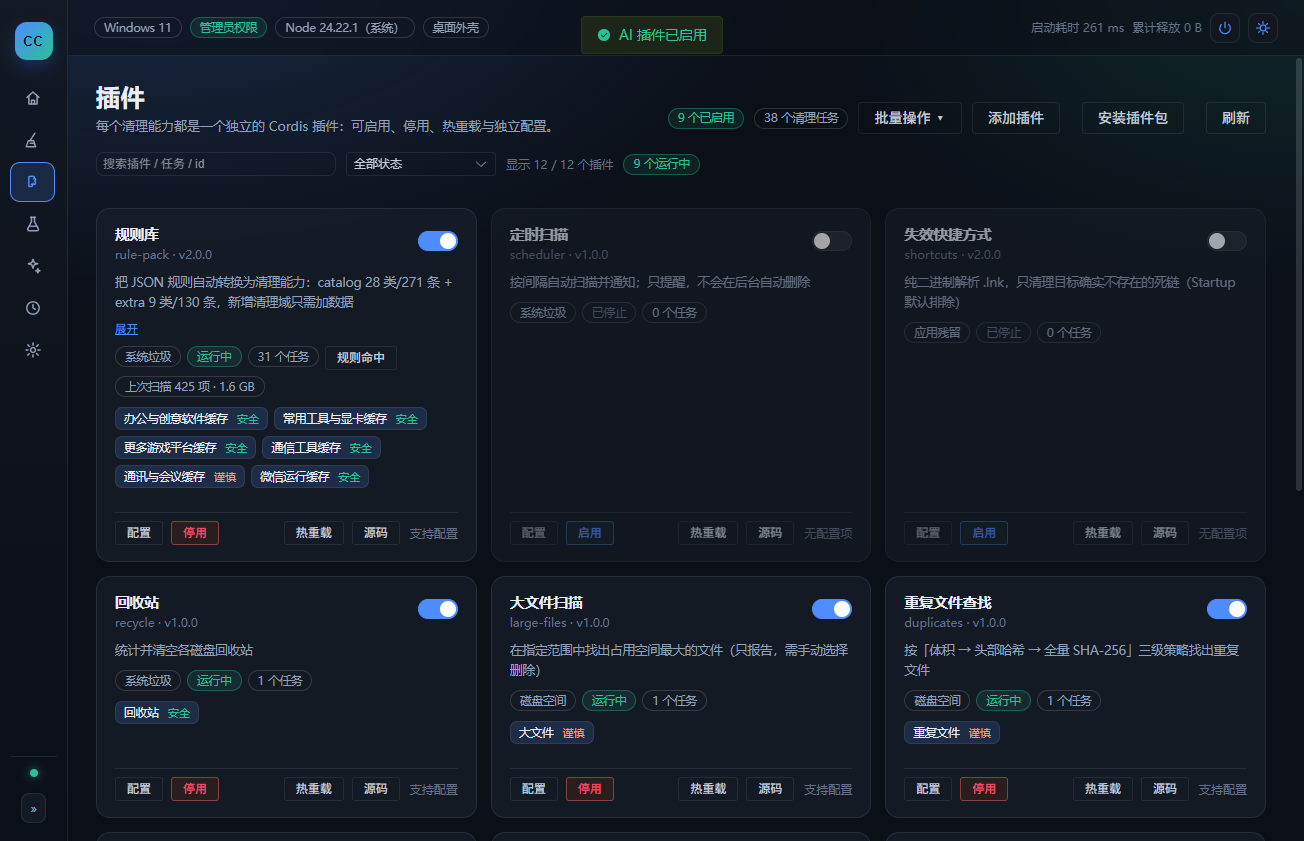 CC
Windows 11 管理员权限 Node 24.22.1（系统） 桌面外壳
AI 插件已启用
启动耗时 261 ms 累计释放 0 B
插件
每个清理能力都是一个独立的 Cordis 插件：可启用、停用、热重载与独立配置。
9 个已启用 38 个清理任务 批量操作 ▾ 添加插件 安装插件包 刷新
搜索插件 / 任务 / id 全部状态 显示 12 / 12 个插件 9 个运行中
规则库
rule-pack · v2.0.0
把 JSON 规则自动转换为清理能力：catalog 28 类/271 条 +
extra 9 类/130 条，新增清理域只需加数据
展开
系统垃圾 运行中 31 个任务 规则命中
上次扫描 425 项 · 1.6 GB
办公与创意软件缓存 安全 常用工具与显卡缓存 安全
更多游戏平台缓存 安全 通信工具缓存 安全
通讯与会议缓存 谨慎 微信运行缓存 安全
配置 停用 热重载 源码 支持配置
定时扫描
scheduler · v1.0.0
按间隔自动扫描并通知；只提醒，不会在后台自动删除
系统垃圾 已停止 0 个任务
配置 启用 热重载 源码 无配置项
失效快捷方式
shortcuts · v2.0.0
纯二进制解析 .lnk，只清理目标确实不存在的死链（Startup
默认排除）
应用残留 已停止 0 个任务
配置 启用 热重载 源码 无配置项
回收站
recycle · v1.0.0
统计并清空各磁盘回收站
系统垃圾 运行中 1 个任务
回收站 安全
配置 停用 热重载 源码 支持配置
大文件扫描
large-files · v1.0.0
在指定范围中找出占用空间最大的文件（只报告，需手动选择
删除）
磁盘空间 运行中 1 个任务
大文件 谨慎
配置 停用 热重载 源码 支持配置
重复文件查找
duplicates · v1.0.0
按「体积 → 头部哈希 → 全量 SHA-256」三级策略找出重复
文件
磁盘空间 运行中 1 个任务
重复文件 谨慎
配置 停用 热重载 源码 支持配置
»